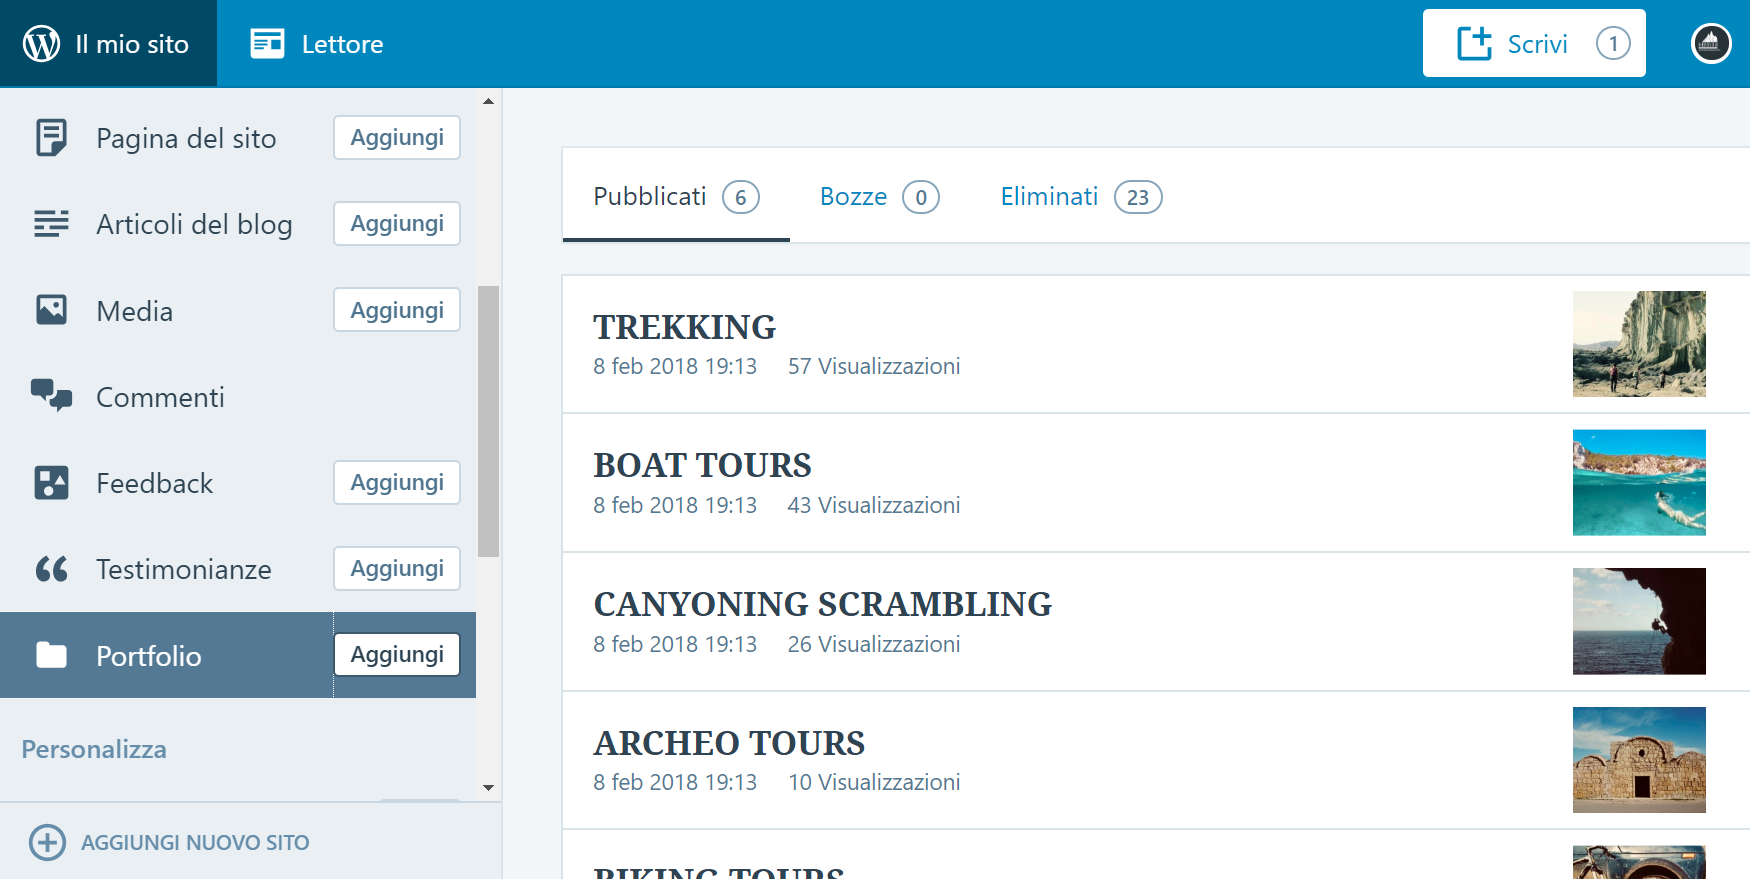 Il mio sito
Lettore
Scrivi 1
Pagina del sito Aggiungi
Articoli del blog Aggiungi
Media Aggiungi
Commenti
Feedback Aggiungi
Testimonianze Aggiungi
Portfolio Aggiungi
Personalizza
AGGIUNGI NUOVO SITO
Pubblicati 6 Bozze 0 Eliminati 23
TREKKING
8 feb 2018 19:13 57 Visualizzazioni
BOAT TOURS
8 feb 2018 19:13 43 Visualizzazioni
CANYONING SCRAMBLING
8 feb 2018 19:13 26 Visualizzazioni
ARCHEO TOURS
8 feb 2018 19:13 10 Visualizzazioni
BIKING TOURS